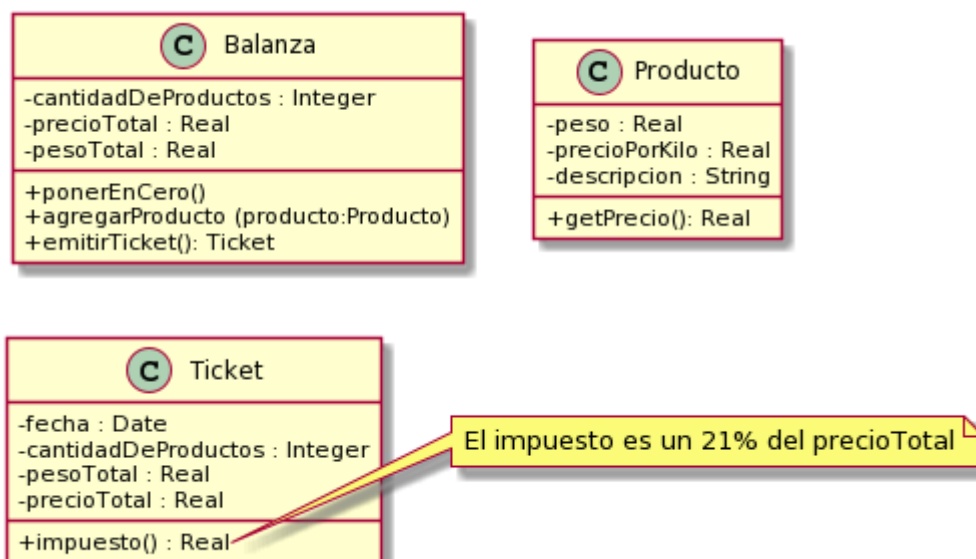 C Balanza
-cantidadDeProductos : Integer
-precioTotal : Real
-pesoTotal : Real
+ponerEnCero()
+agregarProducto (producto:Producto)
+emitirTicket(): Ticket
C Producto
-peso : Real
-precioPorKilo : Real
-descripcion : String
+getPrecio(): Real
C Ticket
-fecha : Date
-cantidadDeProductos : Integer
-pesoTotal : Real
-precioTotal : Real
+impuesto() : Real
El impuesto es un 21% del precioTotal